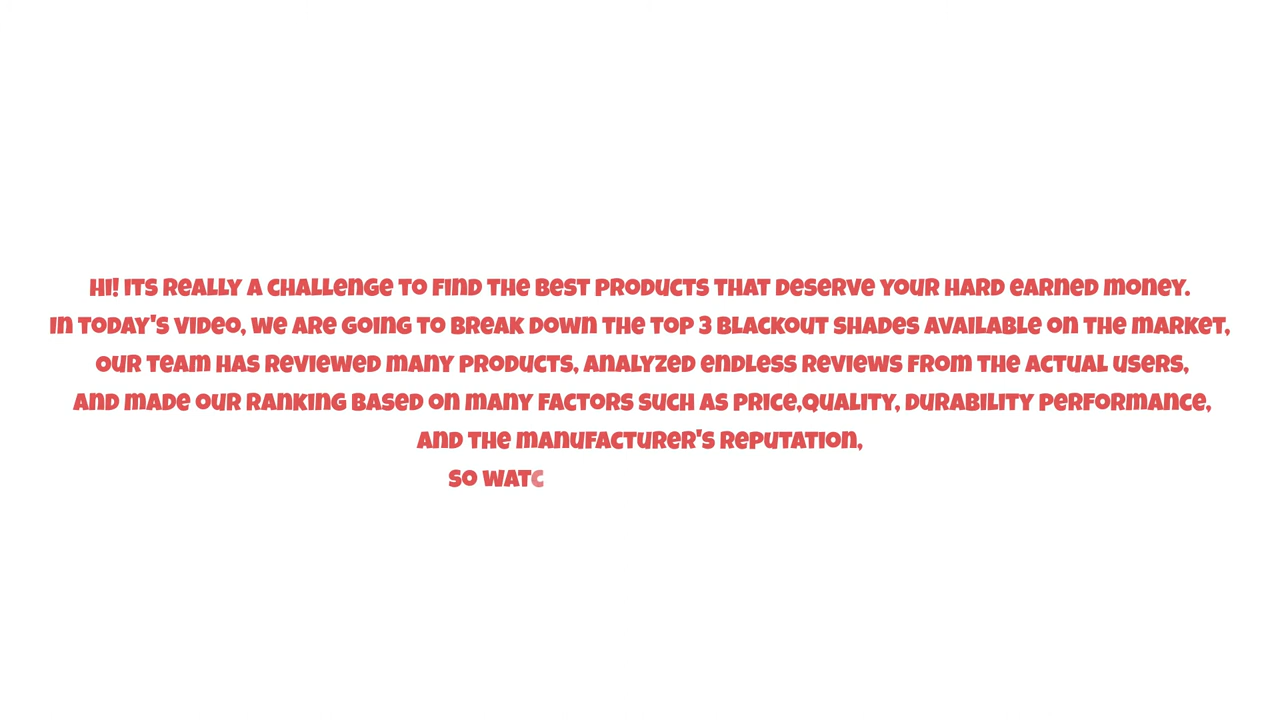 Hi! Its really a challenge to find the best products that deserve your hard earned money.
In today's video, we are going to break down the top 3 blackout shades available on the market,
our team has reviewed many products, analyzed endless reviews from the actual users,
and made our ranking based on many factors such as price,quality, durability performance,
and the manufacturer's reputation,
so watc